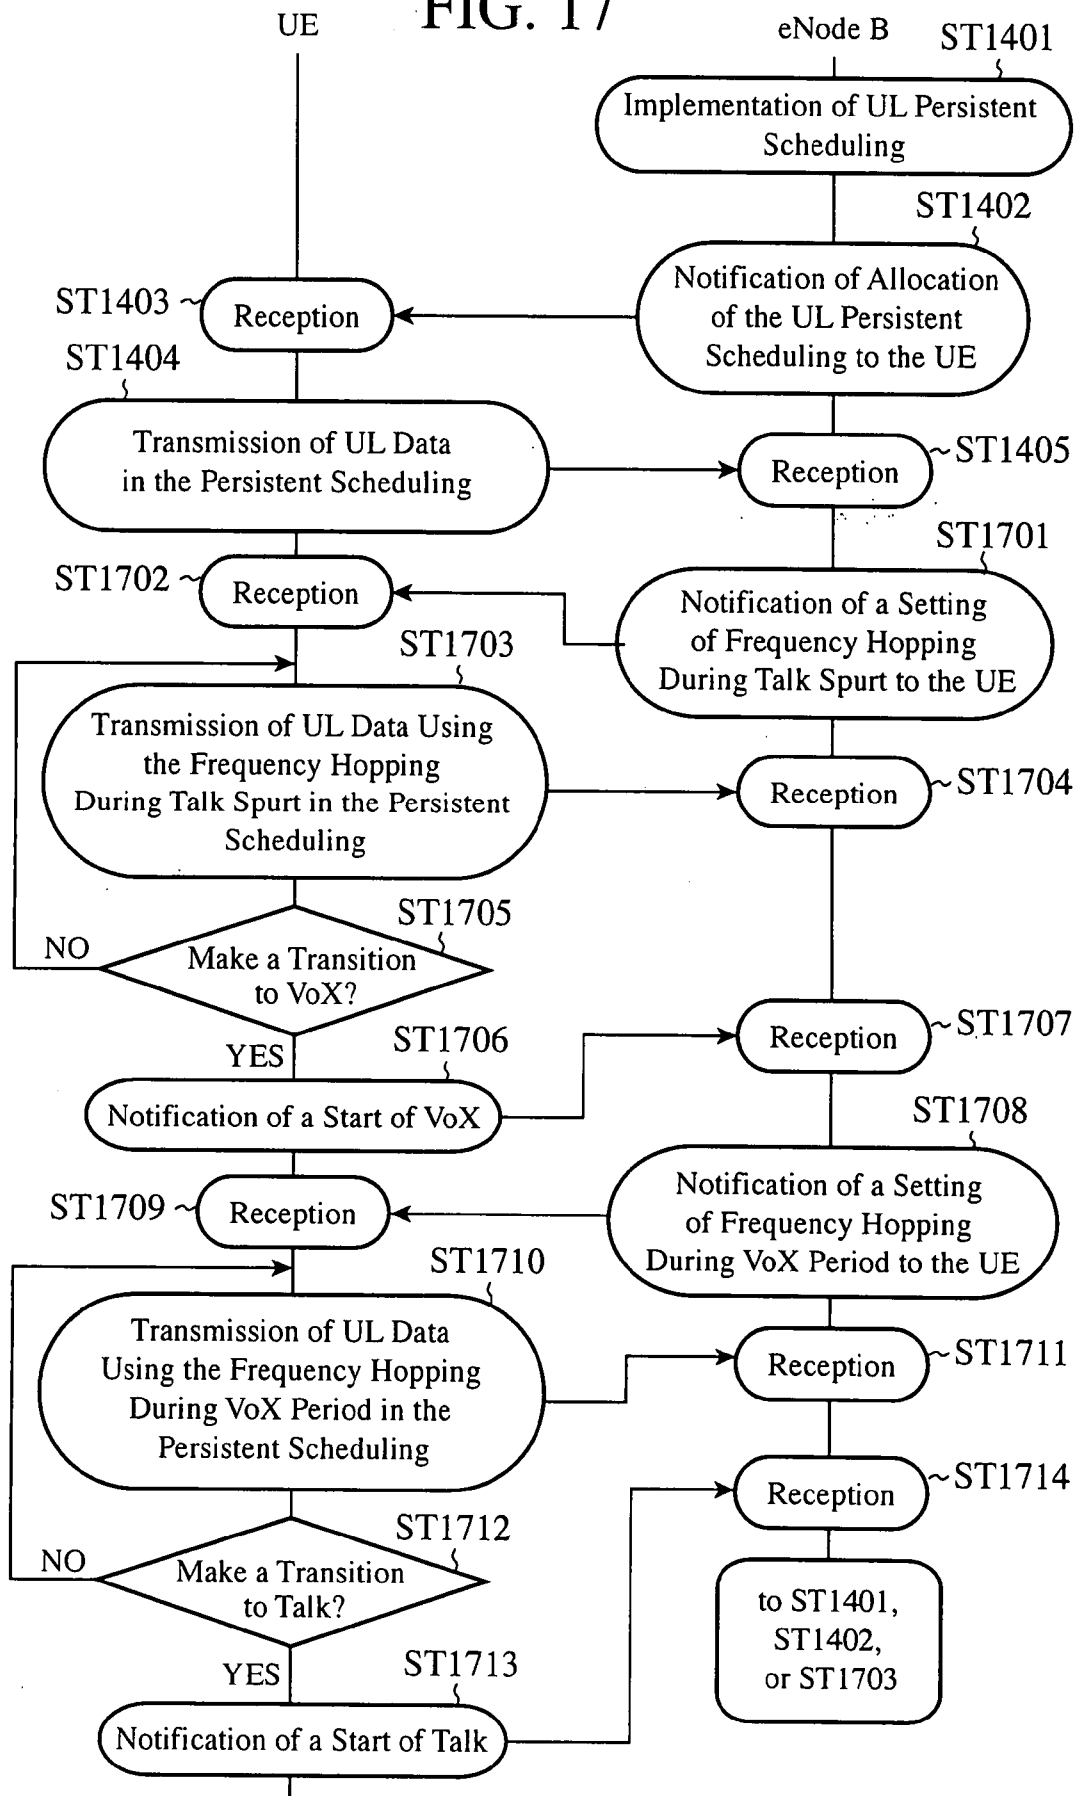 FIG. 17
UE
eNode B
ST1401
Implementation of UL Persistent
Scheduling
ST1402
Notification of Allocation
of the UL Persistent
Scheduling to the UE
ST1403
Reception
ST1404
Transmission of UL Data
in the Persistent Scheduling
ST1405
Reception
ST1701
Notification of a Setting
of Frequency Hopping
During Talk Spurt to the UE
ST1702
Reception
ST1703
Transmission of UL Data Using
the Frequency Hopping
During Talk Spurt in the Persistent
Scheduling
ST1704
Reception
ST1705
Make a Transition
to VoX?
NO
YES
ST1706
Notification of a Start of VoX
ST1707
Reception
ST1708
Notification of a Setting
of Frequency Hopping
During VoX Period to the UE
ST1709
Reception
ST1710
Transmission of UL Data
Using the Frequency Hopping
During VoX Period in the
Persistent Scheduling
ST1711
Reception
ST1712
Make a Transition
to Talk?
NO
YES
ST1713
Notification of a Start of Talk
ST1714
Reception
to ST1401,
ST1402,
or ST1703